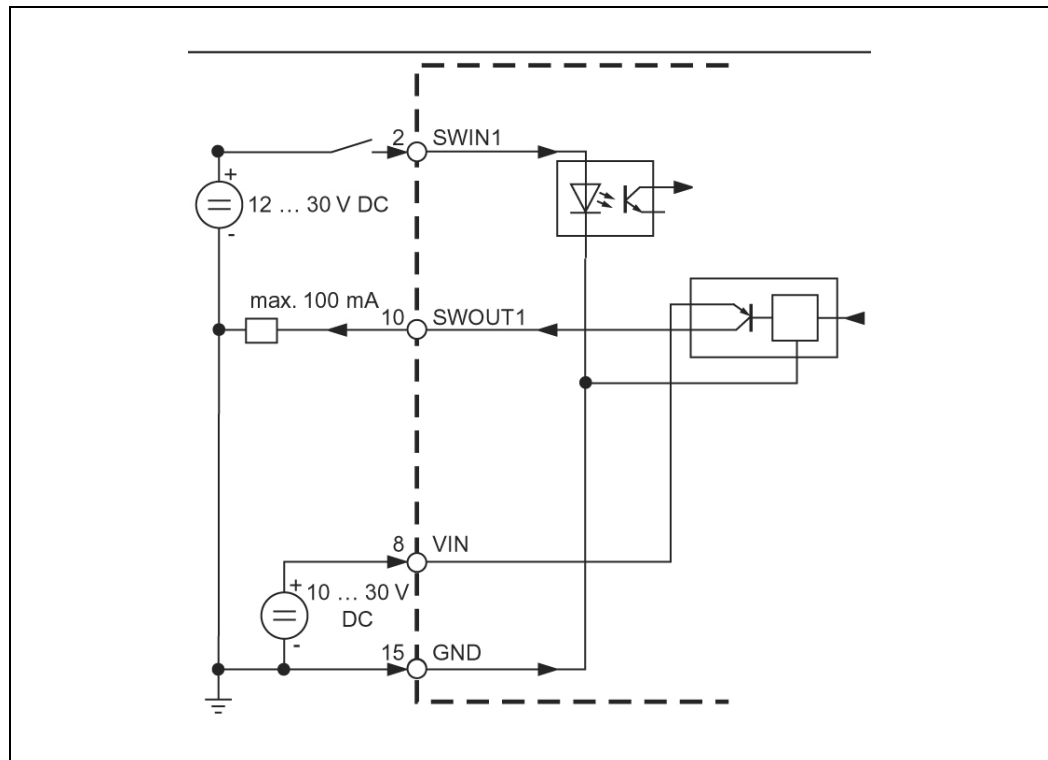 2 SWIN1
+
12 … 30 V DC
-
max. 100 mA
10 SWOUT1
8 VIN
+ 10 … 30 V
DC
-
15 GND